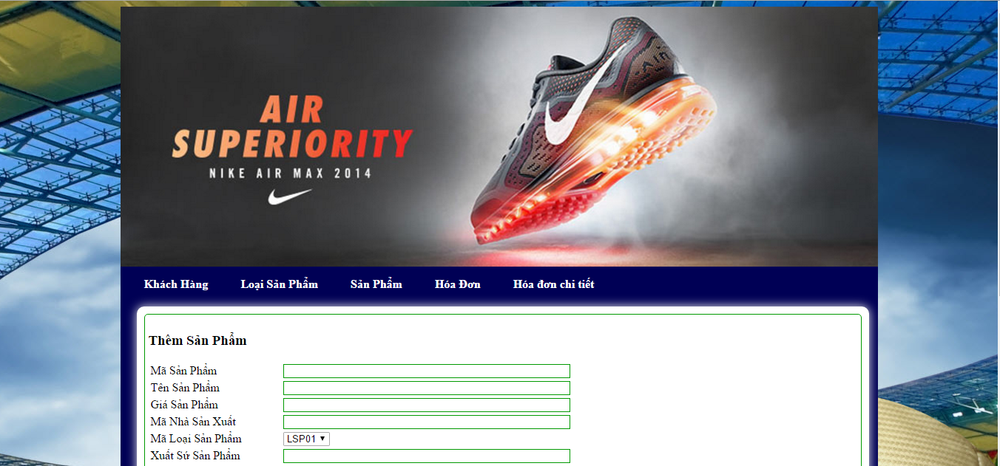 AIR
SUPERIORITY
NIKE AIR MAX 2014
Khách Hàng Loại Sản Phẩm Sản Phẩm Hóa Đơn Hóa đơn chi tiết
Thêm Sản Phẩm
Mã Sản Phẩm
Tên Sản Phẩm
Giá Sản Phẩm
Mã Nhà Sản Xuất
Mã Loại Sản Phẩm LSP01
Xuất Sứ Sản Phẩm